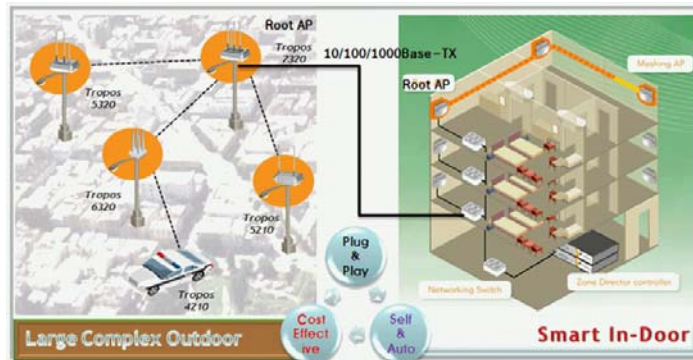 Root AP
Tropos
7320
10/100/1000Base-TX
Tropos
5320
Tropos
6320
Tropos
5210
Tropos
4210
Root AP
Meshing AP
Networking Switch
Zone Director controller
Plug
&
Play
Cost
Effect
ive
Self
&
Auto
Large Complex Outdoor
Smart In-Door